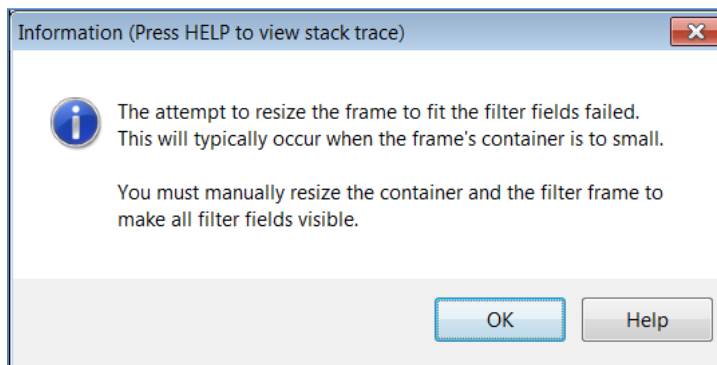 Information (Press HELP to view stack trace)
The attempt to resize the frame to fit the filter fields failed.
This will typically occur when the frame's container is to small.
You must manually resize the container and the filter frame to
make all filter fields visible.
OK
Help